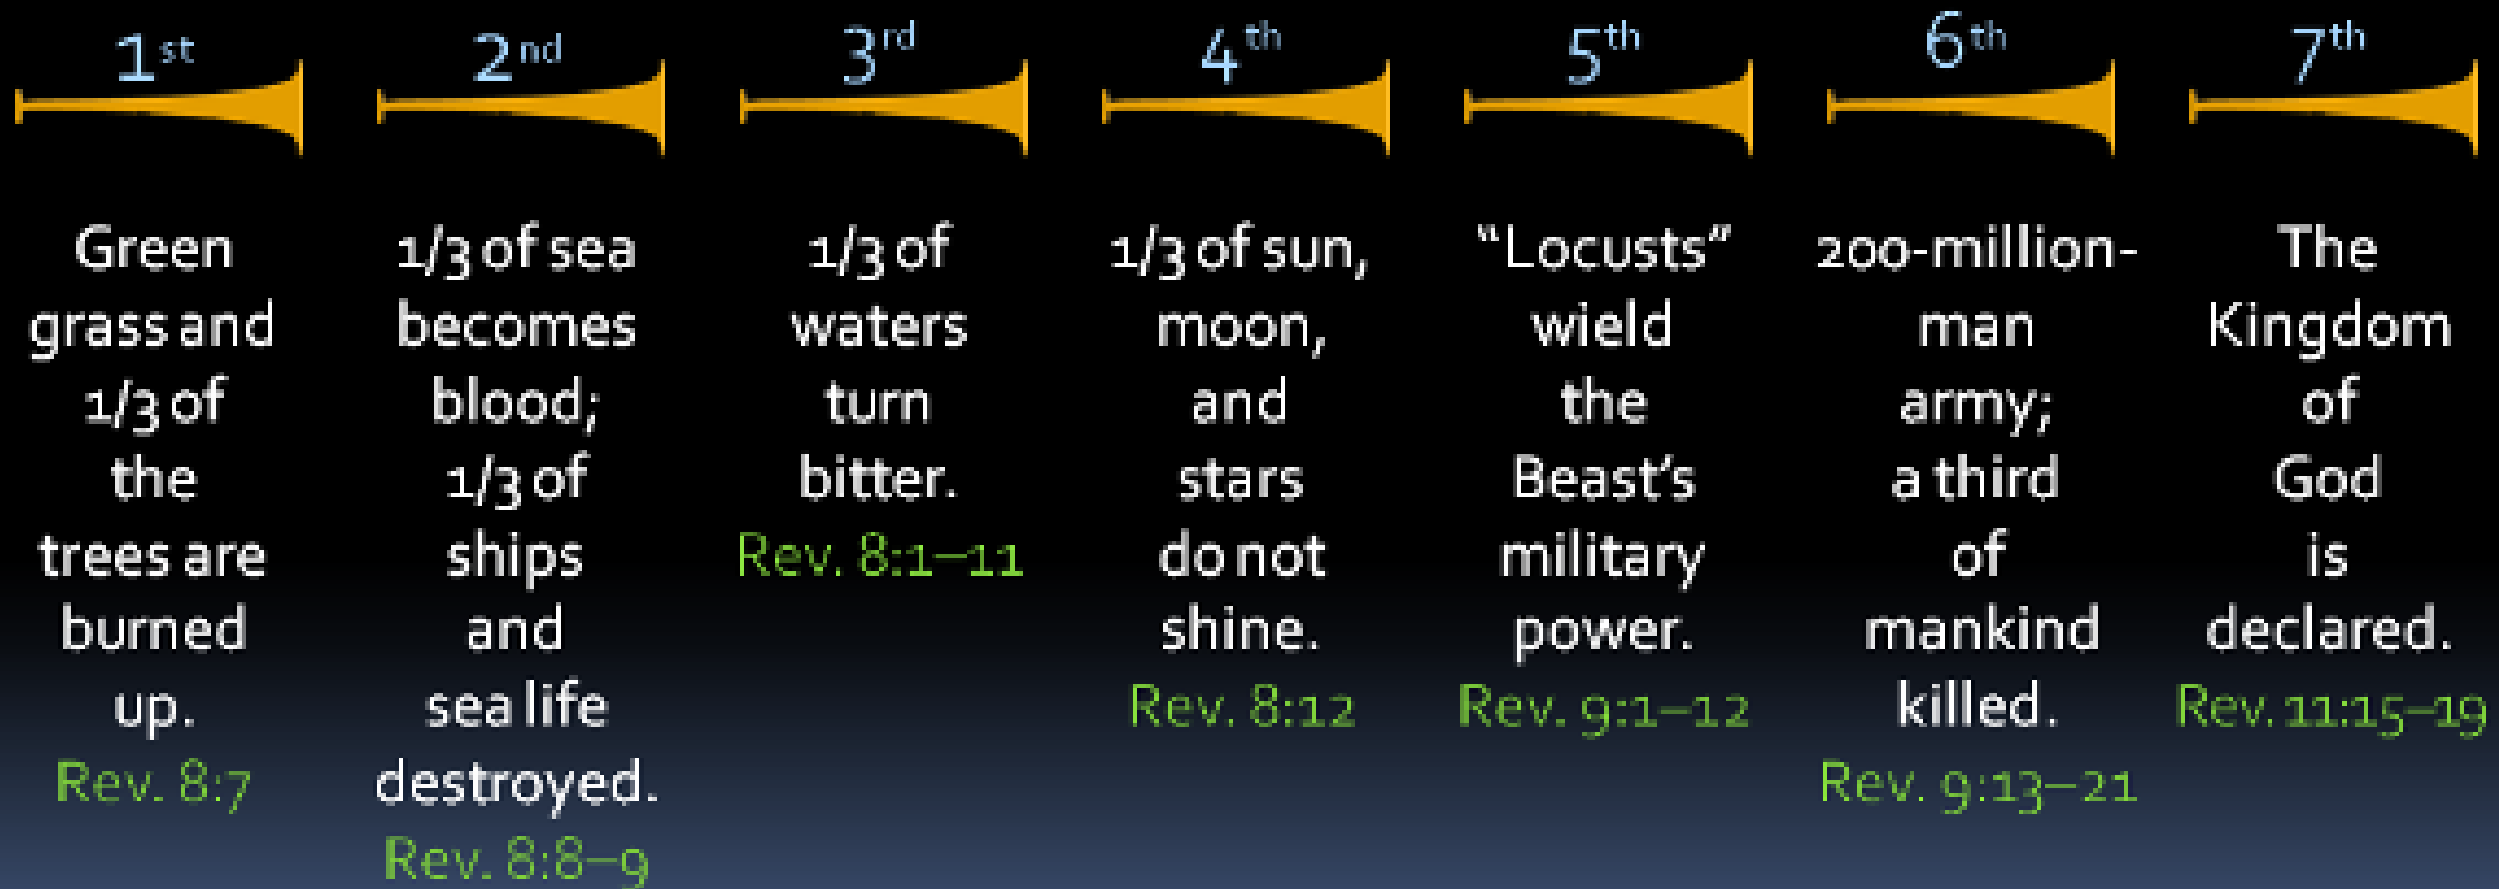 1st
Green
grass and
1/3 of
the
trees are
burned
up.
Rev. 8:7
2nd
1/3 of sea
becomes
blood;
1/3 of
ships
and
sea life
destroyed.
Rev. 8:8–9
3rd
1/3 of
waters
turn
bitter.
Rev. 8:1–11
4th
1/3 of sun,
moon,
and
stars
do not
shine.
Rev. 8:12
5th
“Locusts”
wield
the
Beast’s
military
power.
Rev. 9:1–12
6th
200-million-
man
army;
a third
of
mankind
killed.
Rev. 9:13–21
7th
The
Kingdom
of
God
is
declared.
Rev. 11:15–19